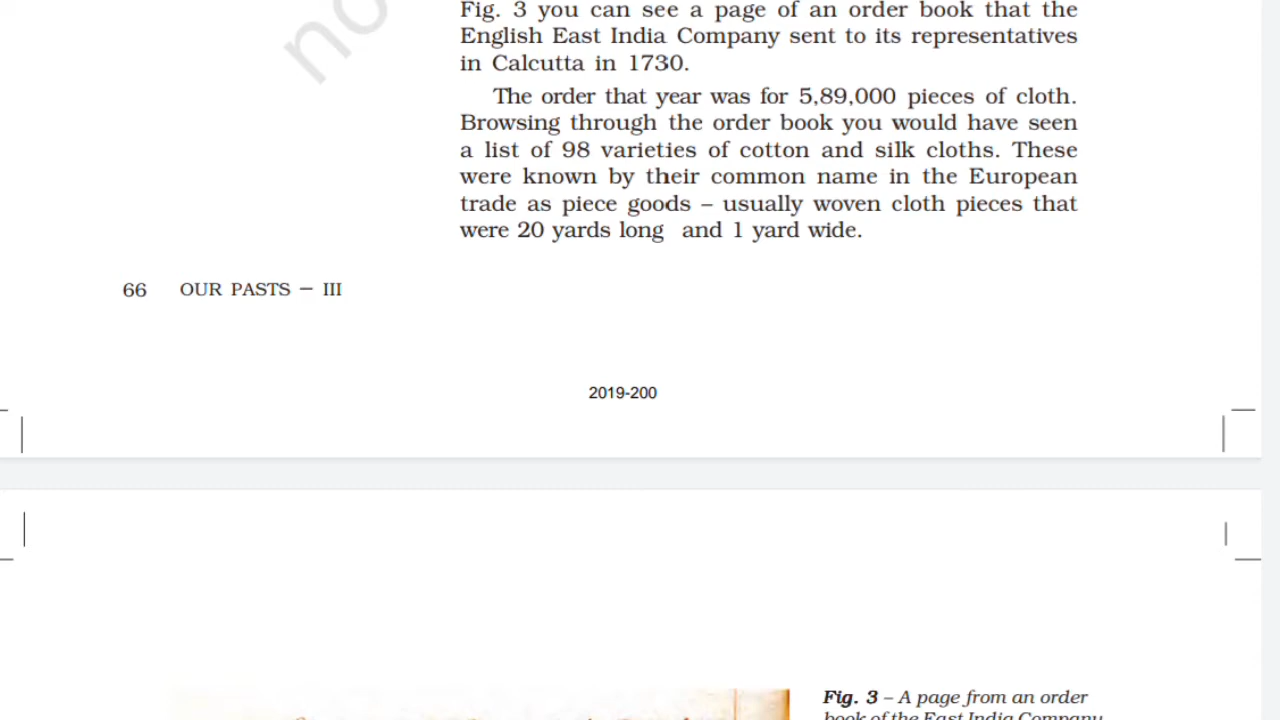 no
Fig. 3 you can see a page of an order book that the
English East India Company sent to its representatives
in Calcutta in 1730.
The order that year was for 5,89,000 pieces of cloth.
Browsing through the order book you would have seen
a list of 98 varieties of cotton and silk cloths. These
were known by their common name in the European
trade as piece goods – usually woven cloth pieces that
were 20 yards long and 1 yard wide.
66 OUR PASTS – III
2019-200
Fig. 3 – A page from an order
book of the East India Company